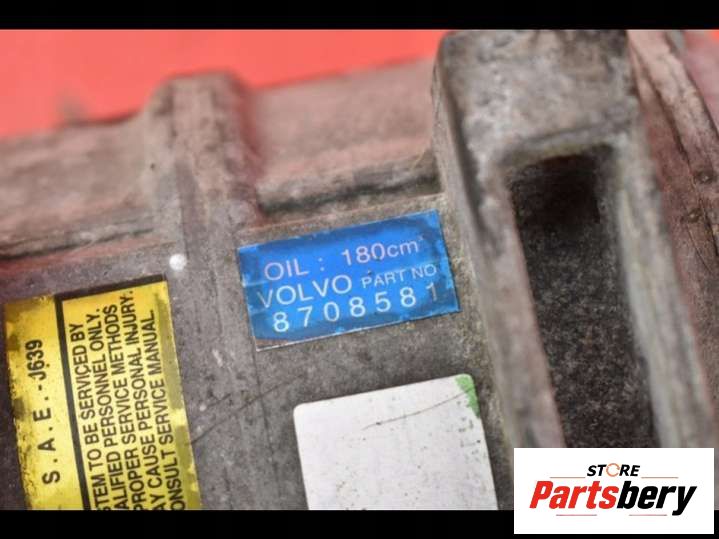 OIL : 180cm³
VOLVO PART NO
8708581
S.A.E. - J639
STEM TO BE SERVICED BY
ALIFIED PERSONNEL ONLY.
PROPER SERVICE METHODS
AY CAUSE PERSONAL INJURY.
ONSULT SERVICE MANUAL
STORE
Partsbery